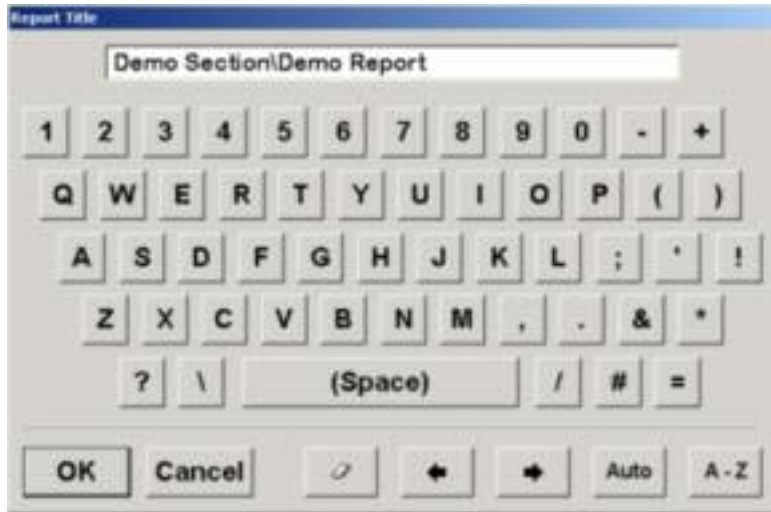 Report Title
Demo Section\Demo Report
1 2 3 4 5 6 7 8 9 0 - +
Q W E R T Y U I O P ( )
A S D F G H J K L ; ' !
Z X C V B N M , . & *
? \ (Space) / # =
OK Cancel Auto A - Z